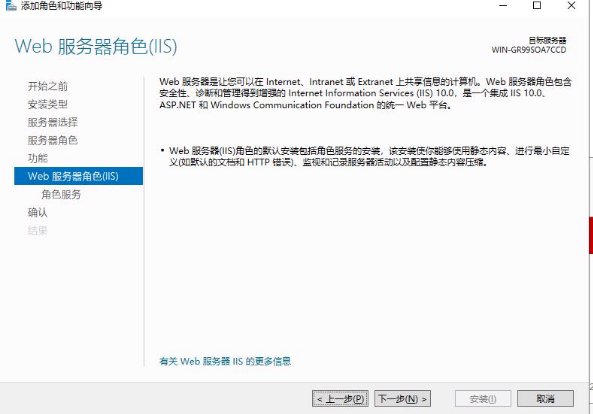 添加角色和功能向导
Web 服务器角色(IIS)
目标服务器
WIN-GR99SOA7CCD
开始之前
安装类型
服务器选择
服务器角色
功能
Web 服务器角色(IIS)
角色服务
确认
结果
Web 服务器是让您可以在 Internet、Intranet 或 Extranet 上共享信息的计算机。Web 服务器角色包含
安全性、诊断和管理得到增强的 Internet Information Services (IIS) 10.0，是一个集成 IIS 10.0、
ASP.NET 和 Windows Communication Foundation 的统一 Web 平台。
• Web 服务器(IIS)角色的默认安装包括角色服务的安装，该安装使你能够使用静态内容、进行最小自定
义(如默认的文档和 HTTP 错误)、监视和记录服务器活动以及配置静态内容压缩。
有关 Web 服务器 IIS 的更多信息
< 上一步(P)
下一步(N) >
安装(I)
取消